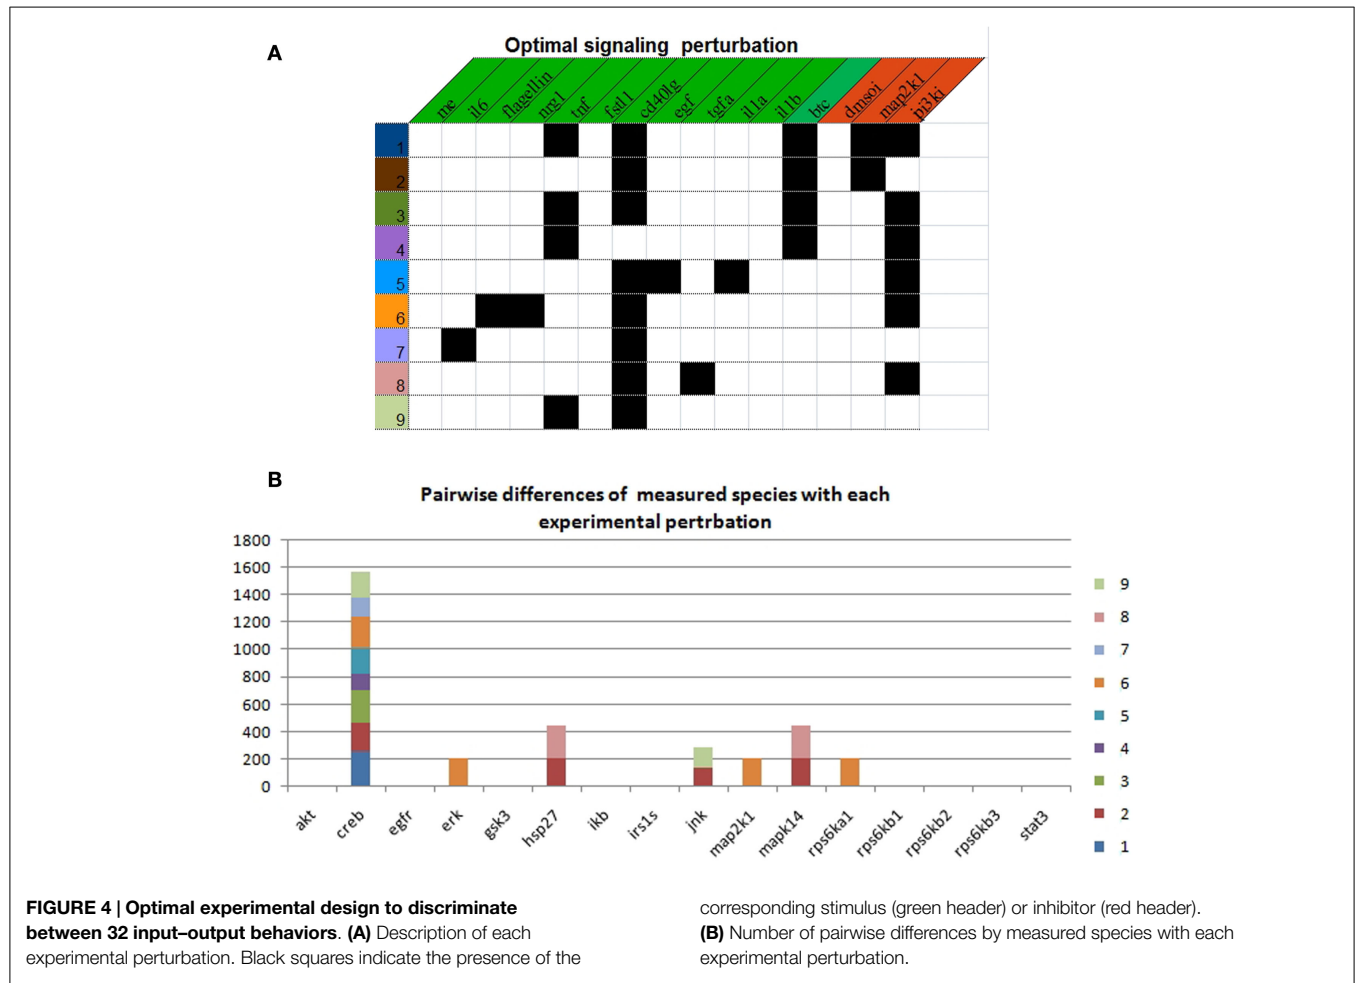 A
Optimal signaling perturbation
me
il6
flagellin
nrg1
tnf
fstl1
cd40lg
egf
tgfa
il1a
il1b
btc
dmsoi
map2k1
pi3ki
1
2
3
4
5
6
7
8
9
B
Pairwise differences of measured species with each
experimental pertrbation
1800
1600
1400
1200
1000
800
600
400
200
0
akt
creb
egfr
erk
gsk3
hsp27
ikb
irs1s
jnk
map2k1
mapk14
rps6ka1
rps6kb1
rps6kb2
rps6kb3
stat3
9
8
7
6
5
4
3
2
1
FIGURE 4 | Optimal experimental design to discriminate
between 32 input–output behaviors. (A) Description of each
experimental perturbation. Black squares indicate the presence of the
corresponding stimulus (green header) or inhibitor (red header).
(B) Number of pairwise differences by measured species with each
experimental perturbation.